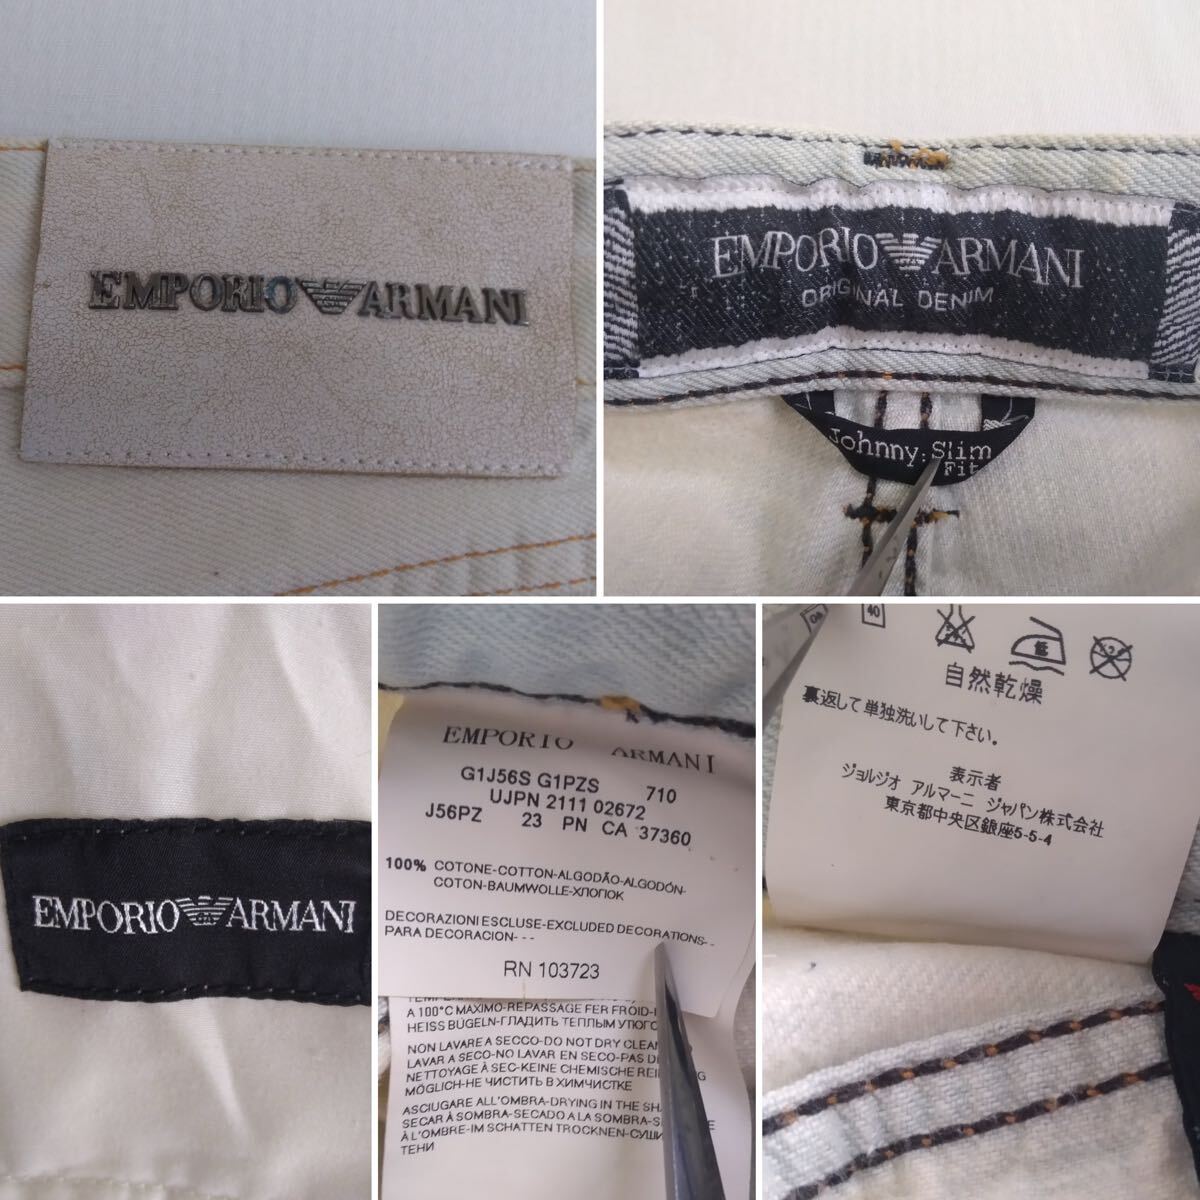 EMPORIO ARMANI
EMPORIO ARMANI
ORIGINAL DENIM
Johnny: Slim
Fit
EMPORIO ARMANI
EMPORIO ARMANI
G1J56S G1PZS 710
UJPN 2111 02672
J56PZ 23 PN CA 37360
100% COTONE-COTTON-ALGODÃO-ALGODÓN-
COTON-BAUMWOLLE-ХЛОПОК
DECORAZIONI ESCLUSE-EXCLUDED DECORATIONS--
PARA DECORACION---
RN 103723
A 100°C MAXIMO-REPASSAGE FER FROID-
HEISS BÜGELN-ГЛАДИТЬ ТЕПЛЫМ
NON LAVARE A SECCO-DO NOT DRY CLEAN
LAVAR A SECO-NO LAVAR EN SECO-PAS DE
NETTOYAGE À SEC-KEINE CHEMISCHE
MÖGLICH-НЕ ЧИСТИТЬ В ХИМЧИСТКЕ
ASCIUGARE ALL'OMBRA-DRYING IN THE
SECAR À SOMBRA-SECADO A LA SOMBRA-
À L'OMBRE-IM SCHATTEN TROCKNEN-
40
低
自然乾燥
裏返して単独洗いして下さい。
表示者
ジョルジオ アルマーニ ジャパン株式会社
東京都中央区銀座5-5-4